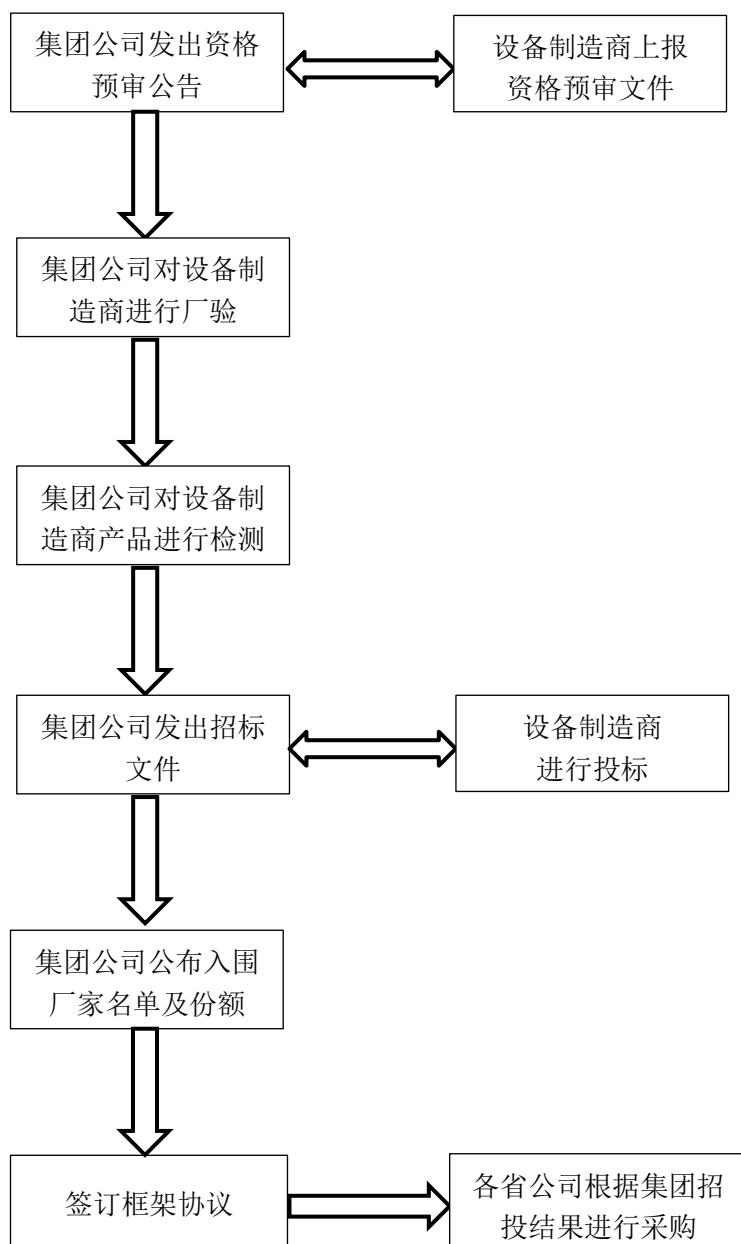 集团公司发出资格
预审公告
设备制造商上报
资格预审文件
集团公司对设备制
造商进行厂验
集团公司对设备制
造商产品进行检测
集团公司发出招标
文件
设备制造商
进行投标
集团公司公布入围
厂家名单及份额
签订框架协议
各省公司根据集团招
投结果进行采购